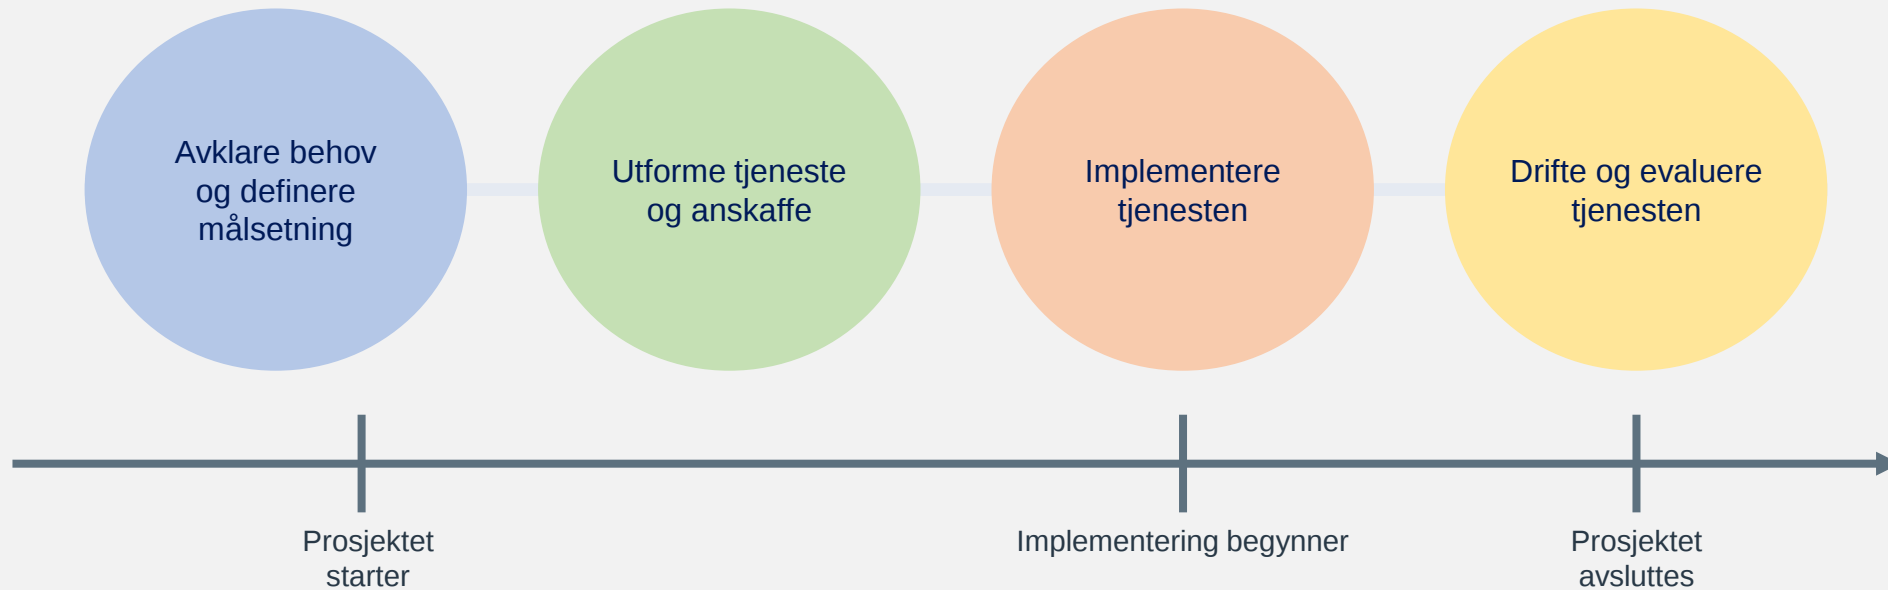 Avklare behov
og definere
målsetning
Utforme tjeneste
og anskaffe
Implementere
tjenesten
Drifte og evaluere
tjenesten
Prosjektet
starter
Implementering begynner
Prosjektet
avsluttes